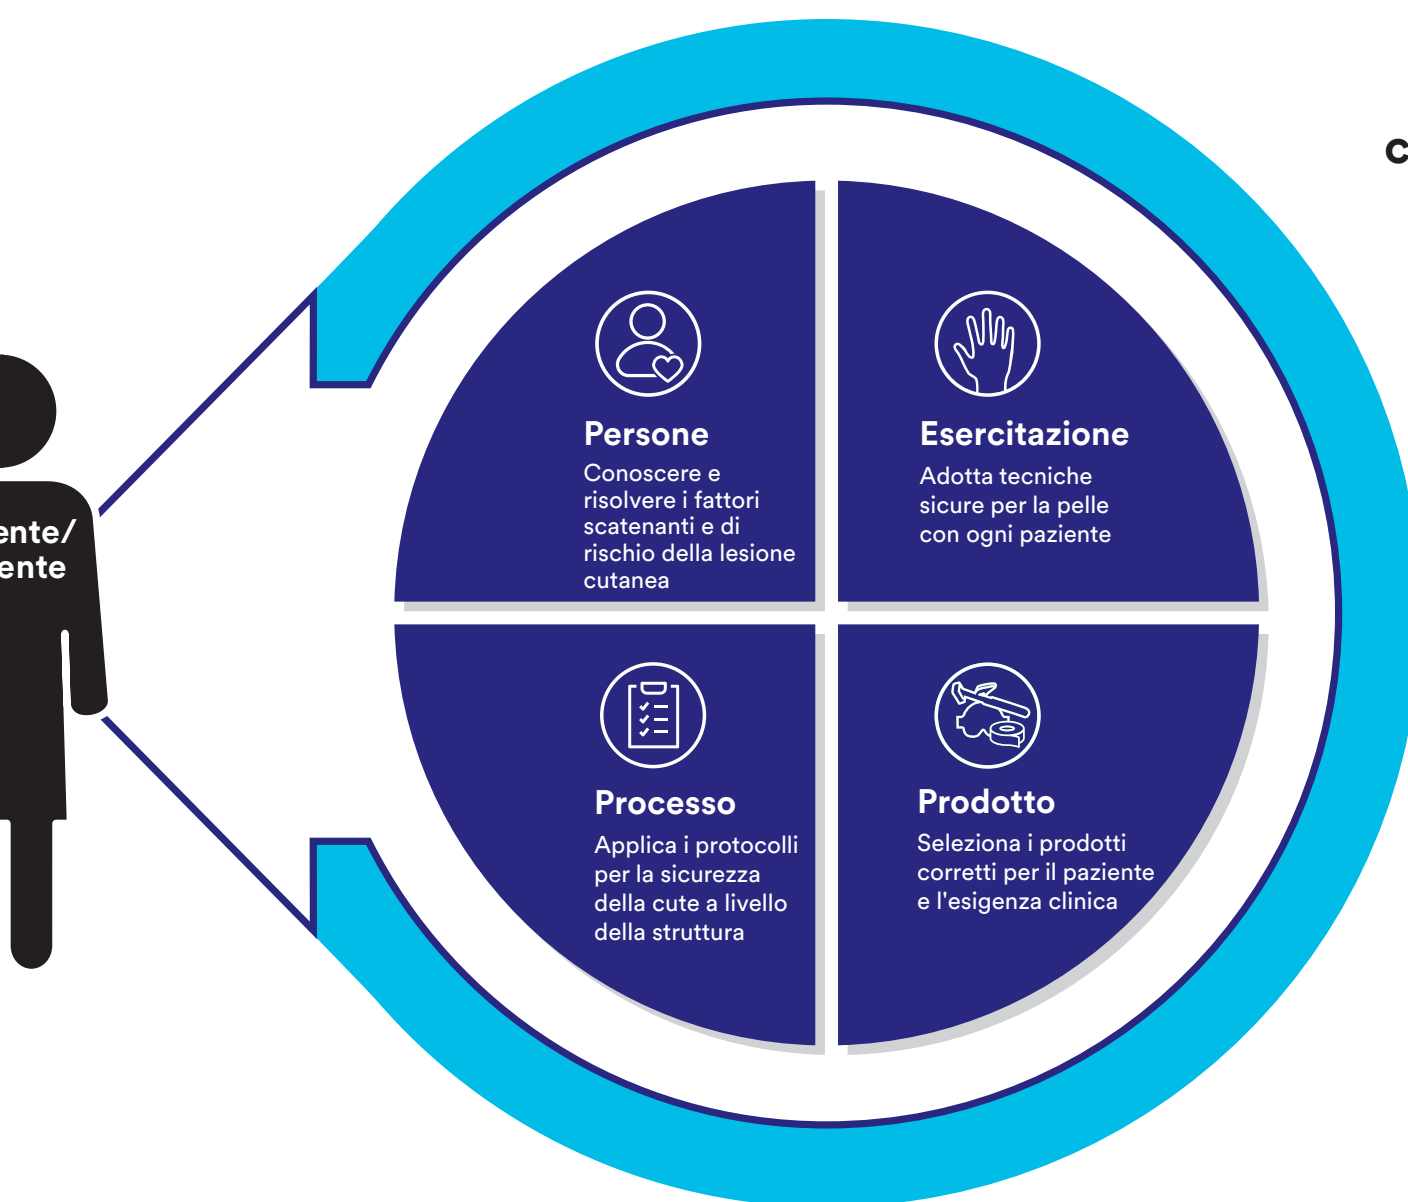 Persone
Conoscere e
risolvere i fattori
scatenanti e di
rischio della lesione
cutanea
Esercitazione
Adotta tecniche
sicure per la pelle
con ogni paziente
Processo
Applica i protocolli
per la sicurezza
della cute a livello
della struttura
Prodotto
Seleziona i prodotti
corretti per il paziente
e l'esigenza clinica